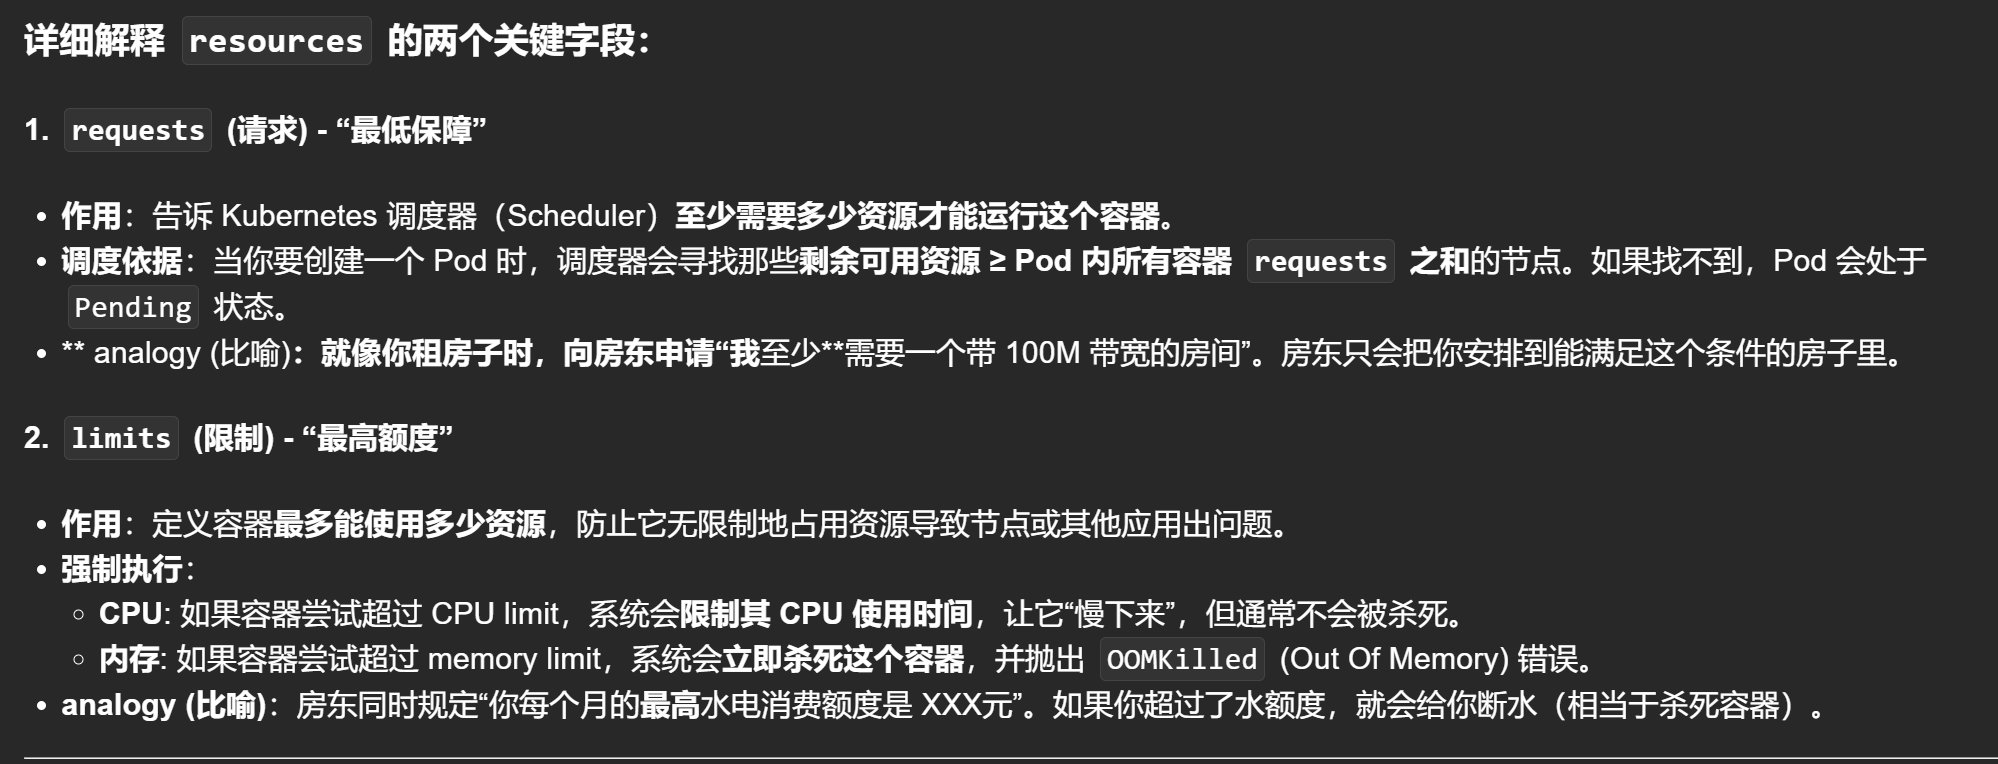 详细解释 resources 的两个关键字段：
1. requests (请求) - “最低保障”
• 作用：告诉 Kubernetes 调度器（Scheduler）至少需要多少资源才能运行这个容器。
• 调度依据：当你要创建一个 Pod 时，调度器会寻找那些剩余可用资源 ≥ Pod 内所有容器 requests 之和的节点。如果找不到，Pod 会处于
Pending 状态。
• ** analogy (比喻)：就像你租房子时，向房东申请“我至少**需要一个带 100M 带宽的房间”。房东只会把你安排到能满足这个条件的房子里。
2. limits (限制) - “最高额度”
• 作用：定义容器最多能使用多少资源，防止它无限制地占用资源导致节点或其他应用出问题。
• 强制执行：
◦ CPU: 如果容器尝试超过 CPU limit，系统会限制其 CPU 使用时间，让它“慢下来”，但通常不会被杀死。
◦ 内存: 如果容器尝试超过 memory limit，系统会立即杀死这个容器，并抛出 OOMKilled (Out Of Memory) 错误。
• analogy (比喻)：房东同时规定“你每个月的最高水电消费额度是 XXX元”。如果你超过了水额度，就会给你断水（相当于杀死容器）。